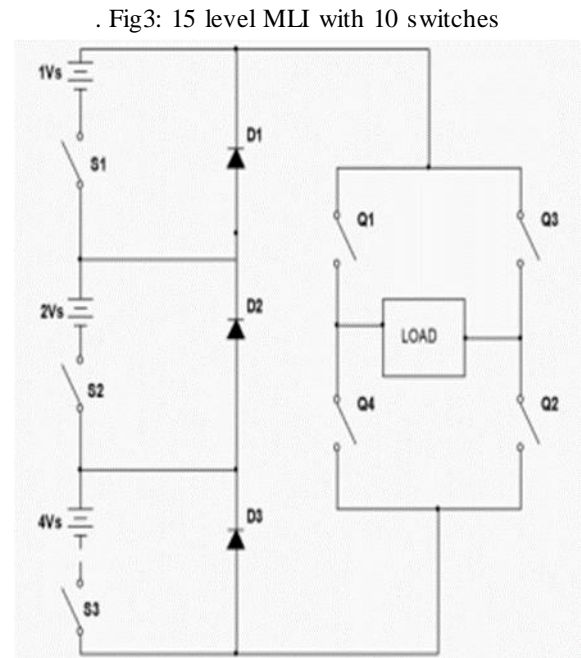 . Fig3: 15 level MLI with 10 switches
1Vs
D1
S1
Q1
Q3
2Vs
D2
LOAD
S2
Q4
Q2
4Vs
D3
S3